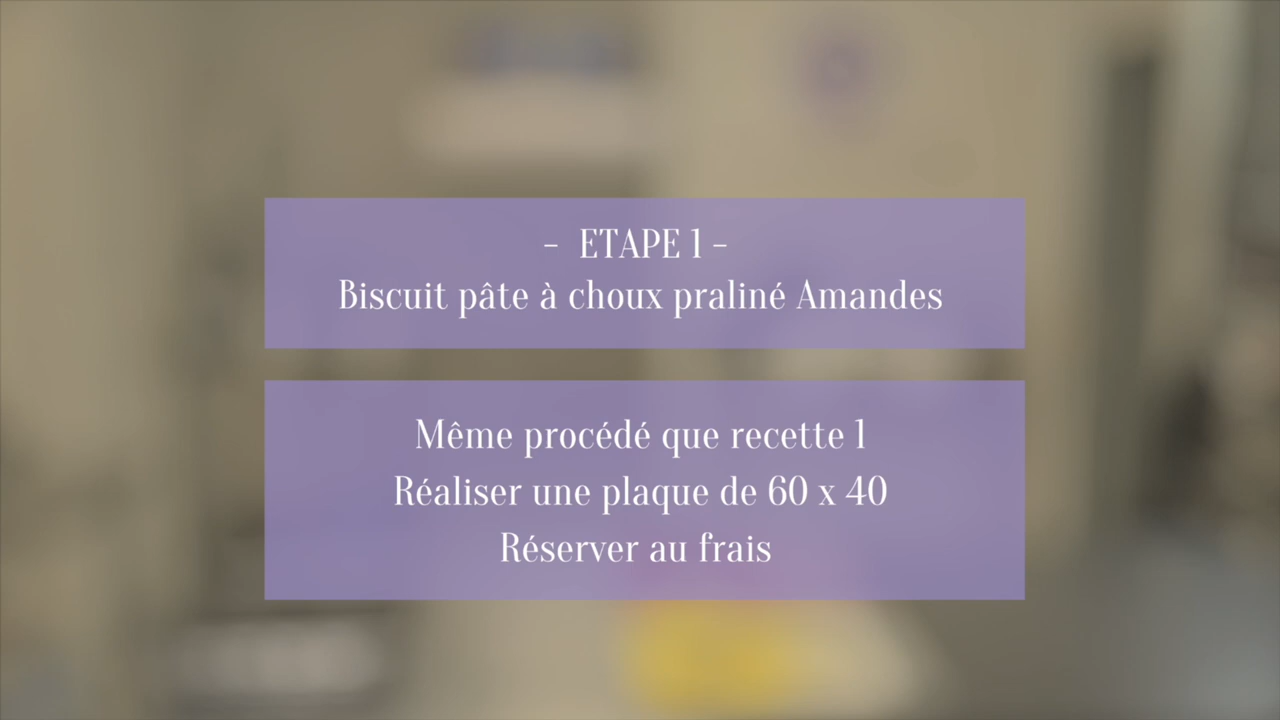 - ETAPE 1 -
Biscuit pâte à choux praliné Amandes
Même procédé que recette 1
Réaliser une plaque de 60 x 40
Réserver au frais